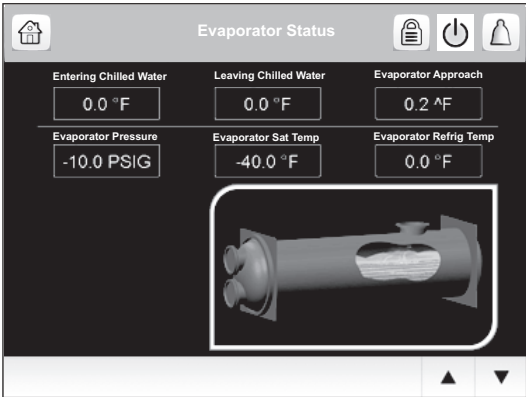 Evaporator Status
Entering Chilled Water Leaving Chilled Water Evaporator Approach
0.0 °F 0.0 °F 0.2 ^F
Evaporator Pressure Evaporator Sat Temp Evaporator Refrig Temp
-10.0 PSIG -40.0 °F 0.0 °F